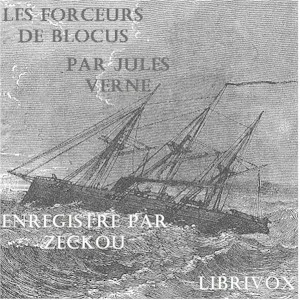 LES FORCEURS
DE BLOCUS
PAR JULES
VERNE
ENREGISTRE PAR
ZECKOU
LIBRIVOX